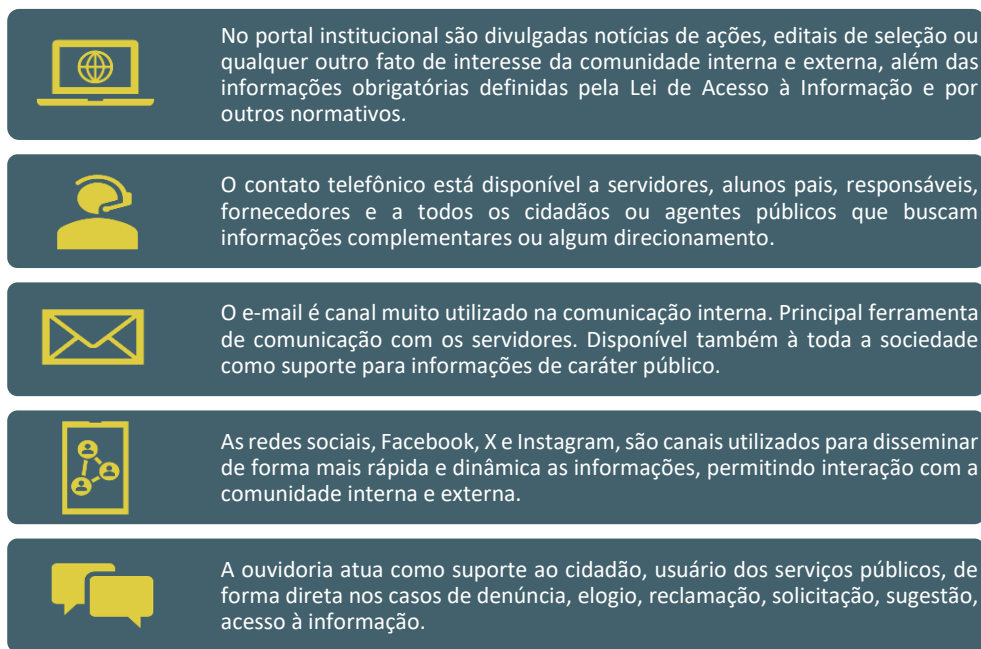 No portal institucional são divulgadas notícias de ações, editais de seleção ou
qualquer outro fato de interesse da comunidade interna e externa, além das
informações obrigatórias definidas pela Lei de Acesso à Informação e por
outros normativos.
O contato telefônico está disponível a servidores, alunos pais, responsáveis,
fornecedores e a todos os cidadãos ou agentes públicos que buscam
informações complementares ou algum direcionamento.
O e-mail é canal muito utilizado na comunicação interna. Principal ferramenta
de comunicação com os servidores. Disponível também à toda a sociedade
como suporte para informações de caráter público.
As redes sociais, Facebook, X e Instagram, são canais utilizados para disseminar
de forma mais rápida e dinâmica as informações, permitindo interação com a
comunidade interna e externa.
A ouvidoria atua como suporte ao cidadão, usuário dos serviços públicos, de
forma direta nos casos de denúncia, elogio, reclamação, solicitação, sugestão,
acesso à informação.